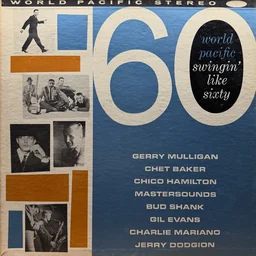 WORLD PACIFIC STEREO
60
world
pacific
swingin'
like
sixty
GERRY MULLIGAN
CHET BAKER
CHICO HAMILTON
MASTERSOUNDS
BUD SHANK
GIL EVANS
CHARLIE MARIANO
JERRY DODGION